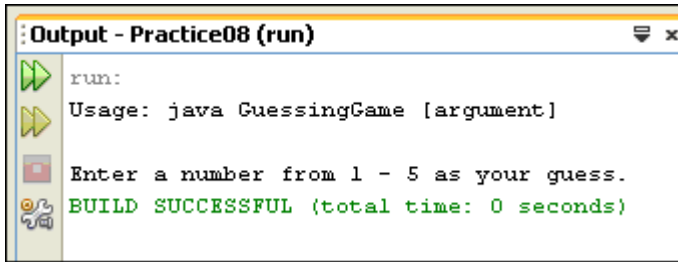 Output - Practice08 (run)
run:
Usage: java GuessingGame [argument]
Enter a number from 1 - 5 as your guess.
BUILD SUCCESSFUL (total time: 0 seconds)